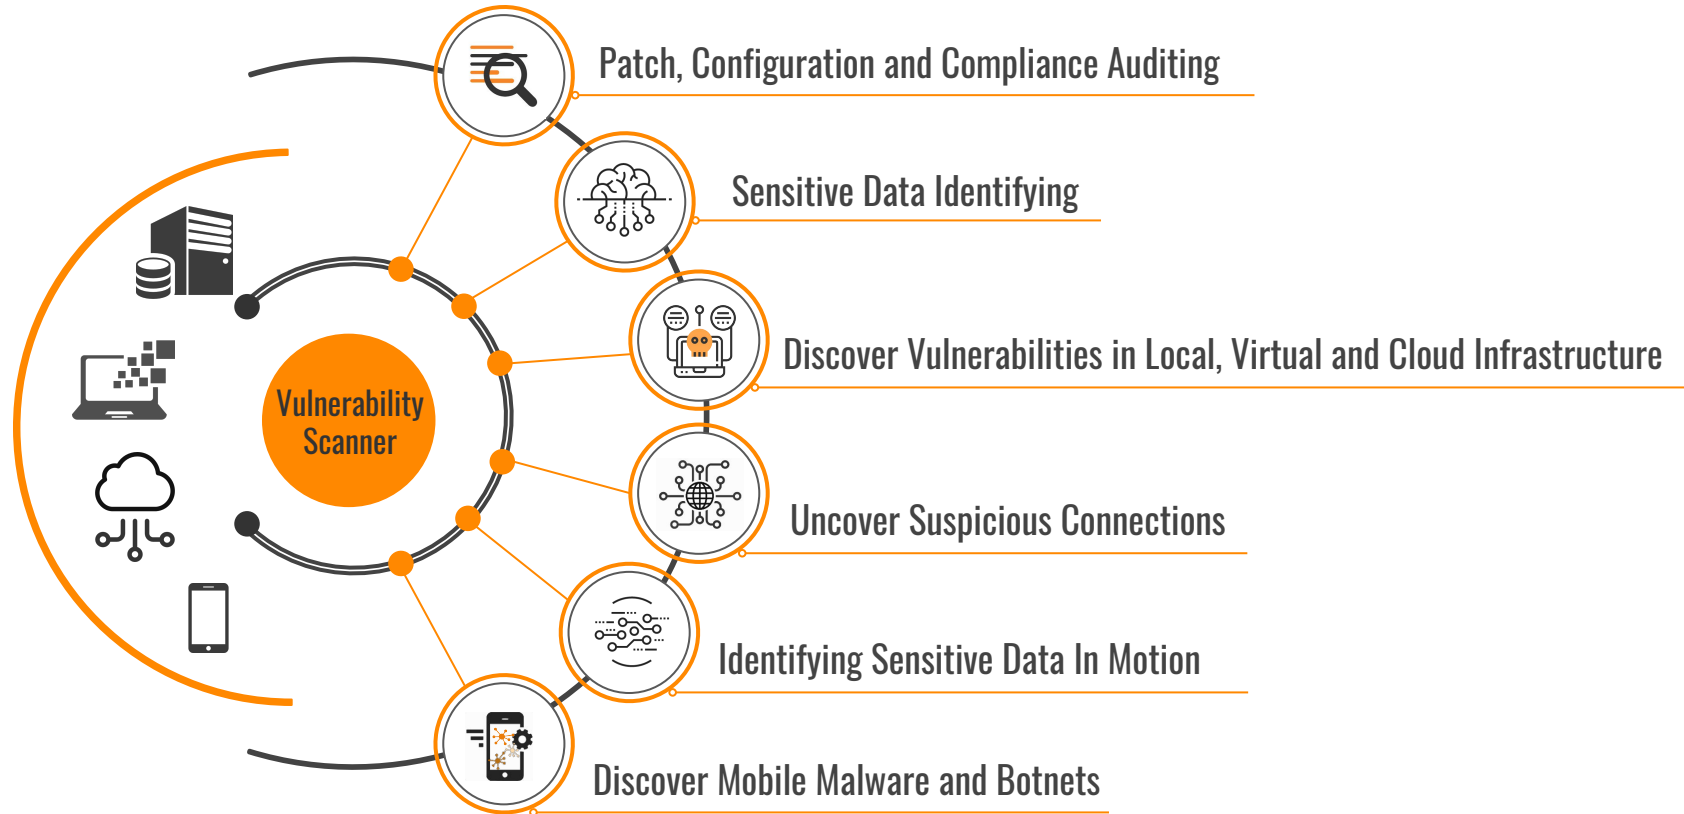 Patch, Configuration and Compliance Auditing
Sensitive Data Identifying
Discover Vulnerabilities in Local, Virtual and Cloud Infrastructure
Vulnerability
Scanner
Uncover Suspicious Connections
Identifying Sensitive Data In Motion
Discover Mobile Malware and Botnets